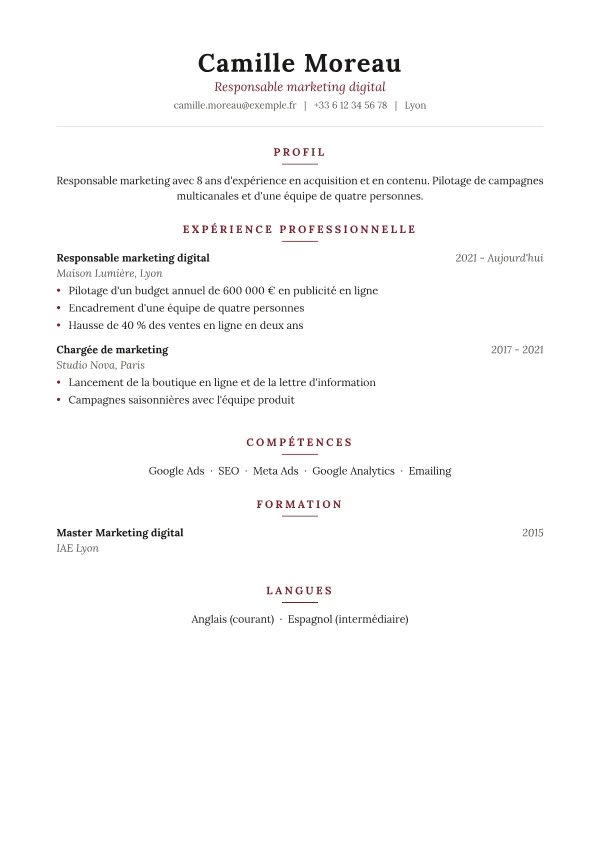 Camille Moreau
Responsable marketing digital
camille.moreau@exemple.fr | +33 6 12 34 56 78 | Lyon
PROFIL
Responsable marketing avec 8 ans d'expérience en acquisition et en contenu. Pilotage de campagnes
multicanales et d'une équipe de quatre personnes.
EXPÉRIENCE PROFESSIONNELLE
Responsable marketing digital 2021 - Aujourd'hui
Maison Lumière, Lyon
• Pilotage d'un budget annuel de 600 000 € en publicité en ligne
• Encadrement d'une équipe de quatre personnes
• Hausse de 40 % des ventes en ligne en deux ans
Chargée de marketing 2017 - 2021
Studio Nova, Paris
• Lancement de la boutique en ligne et de la lettre d'information
• Campagnes saisonnières avec l'équipe produit
COMPÉTENCES
Google Ads · SEO · Meta Ads · Google Analytics · Emailing
FORMATION
Master Marketing digital 2015
IAE Lyon
LANGUES
Anglais (courant) · Espagnol (intermédiaire)